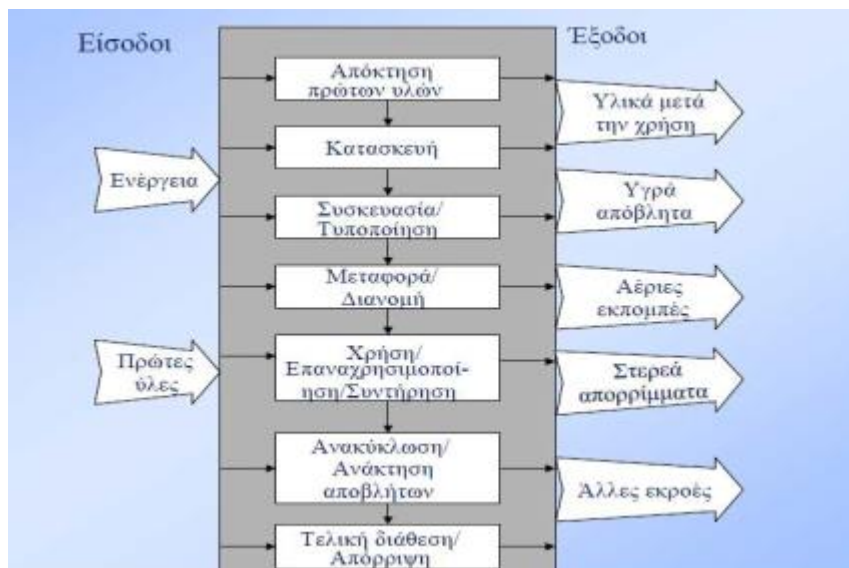 Είσοδοι
Ενέργεια
Πρώτες
ύλες
Απόκτηση
πρώτων υλών
Κατασκευή
Συσκευασία/
Τυποποίηση
Μεταφορά/
Διανομή
Χρήση/
Επαναχρησιμοποί-
ηση/Συντήρηση
Ανακύκλωση/
Ανάκτηση
αποβλήτων
Τελική διάθεση/
Απόρριψη
Έξοδοι
Υλικά μετά
την χρήση
Υγρά
απόβλητα
Αέριες
εκπομπές
Στερεά
απορρίμματα
Άλλες εκροές